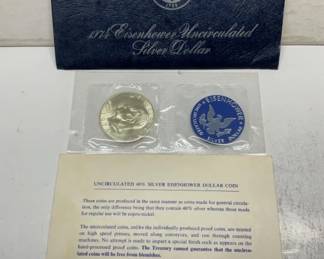 1974 Eisenhower Uncirculated
Silver Dollar
EISENHOWER
SILVER DOLLAR
UNCIRCULATED 40% SILVER EISENHOWER DOLLAR COIN
These coins are produced in the same manner as coins made for general circula-
tion, the only difference being that they contain 40% silver whereas those made
for regular use will be cupro-nickel.
The uncirculated coins, unlike the individually produced proof coins, are struck
on high speed presses, moved along conveyors, and run through counting
machines. No attempt is made to impart a special finish such as appears on the
hand-processed proof coins. The Treasury cannot guarantee that the uncircu-
lated coins will be free from blemishes.